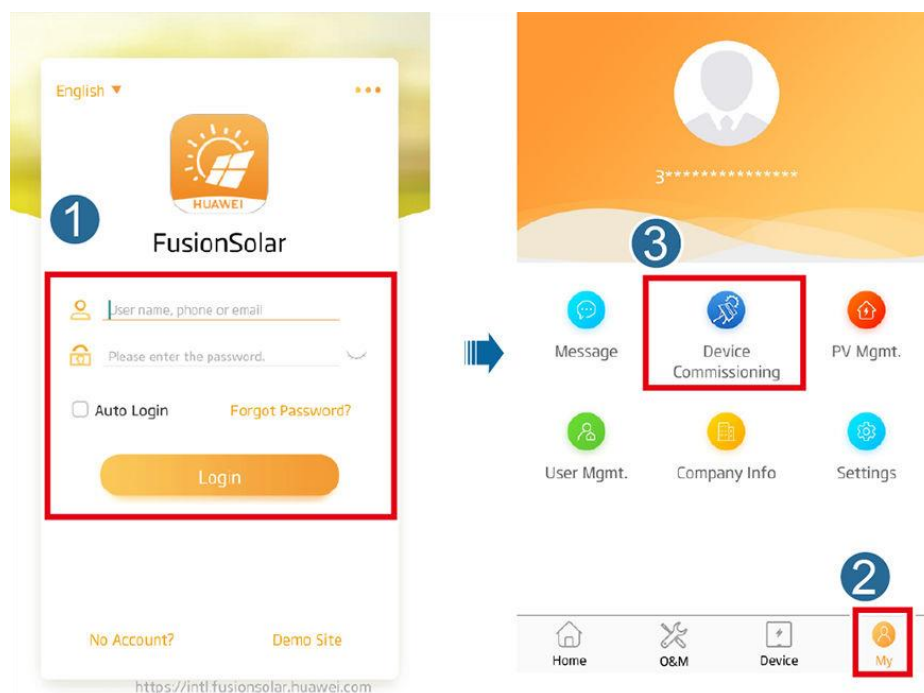 English ▼
HUAWEI
1
FusionSolar
User name, phone or email
Please enter the password.
Auto Login
Forgot Password?
Login
No Account?
Demo Site
https://intl.fusionsolar.huawei.com
3***************
3
Message
Device
Commissioning
PV Mgmt.
User Mgmt.
Company Info
Settings
2
Home
O&M
Device
My